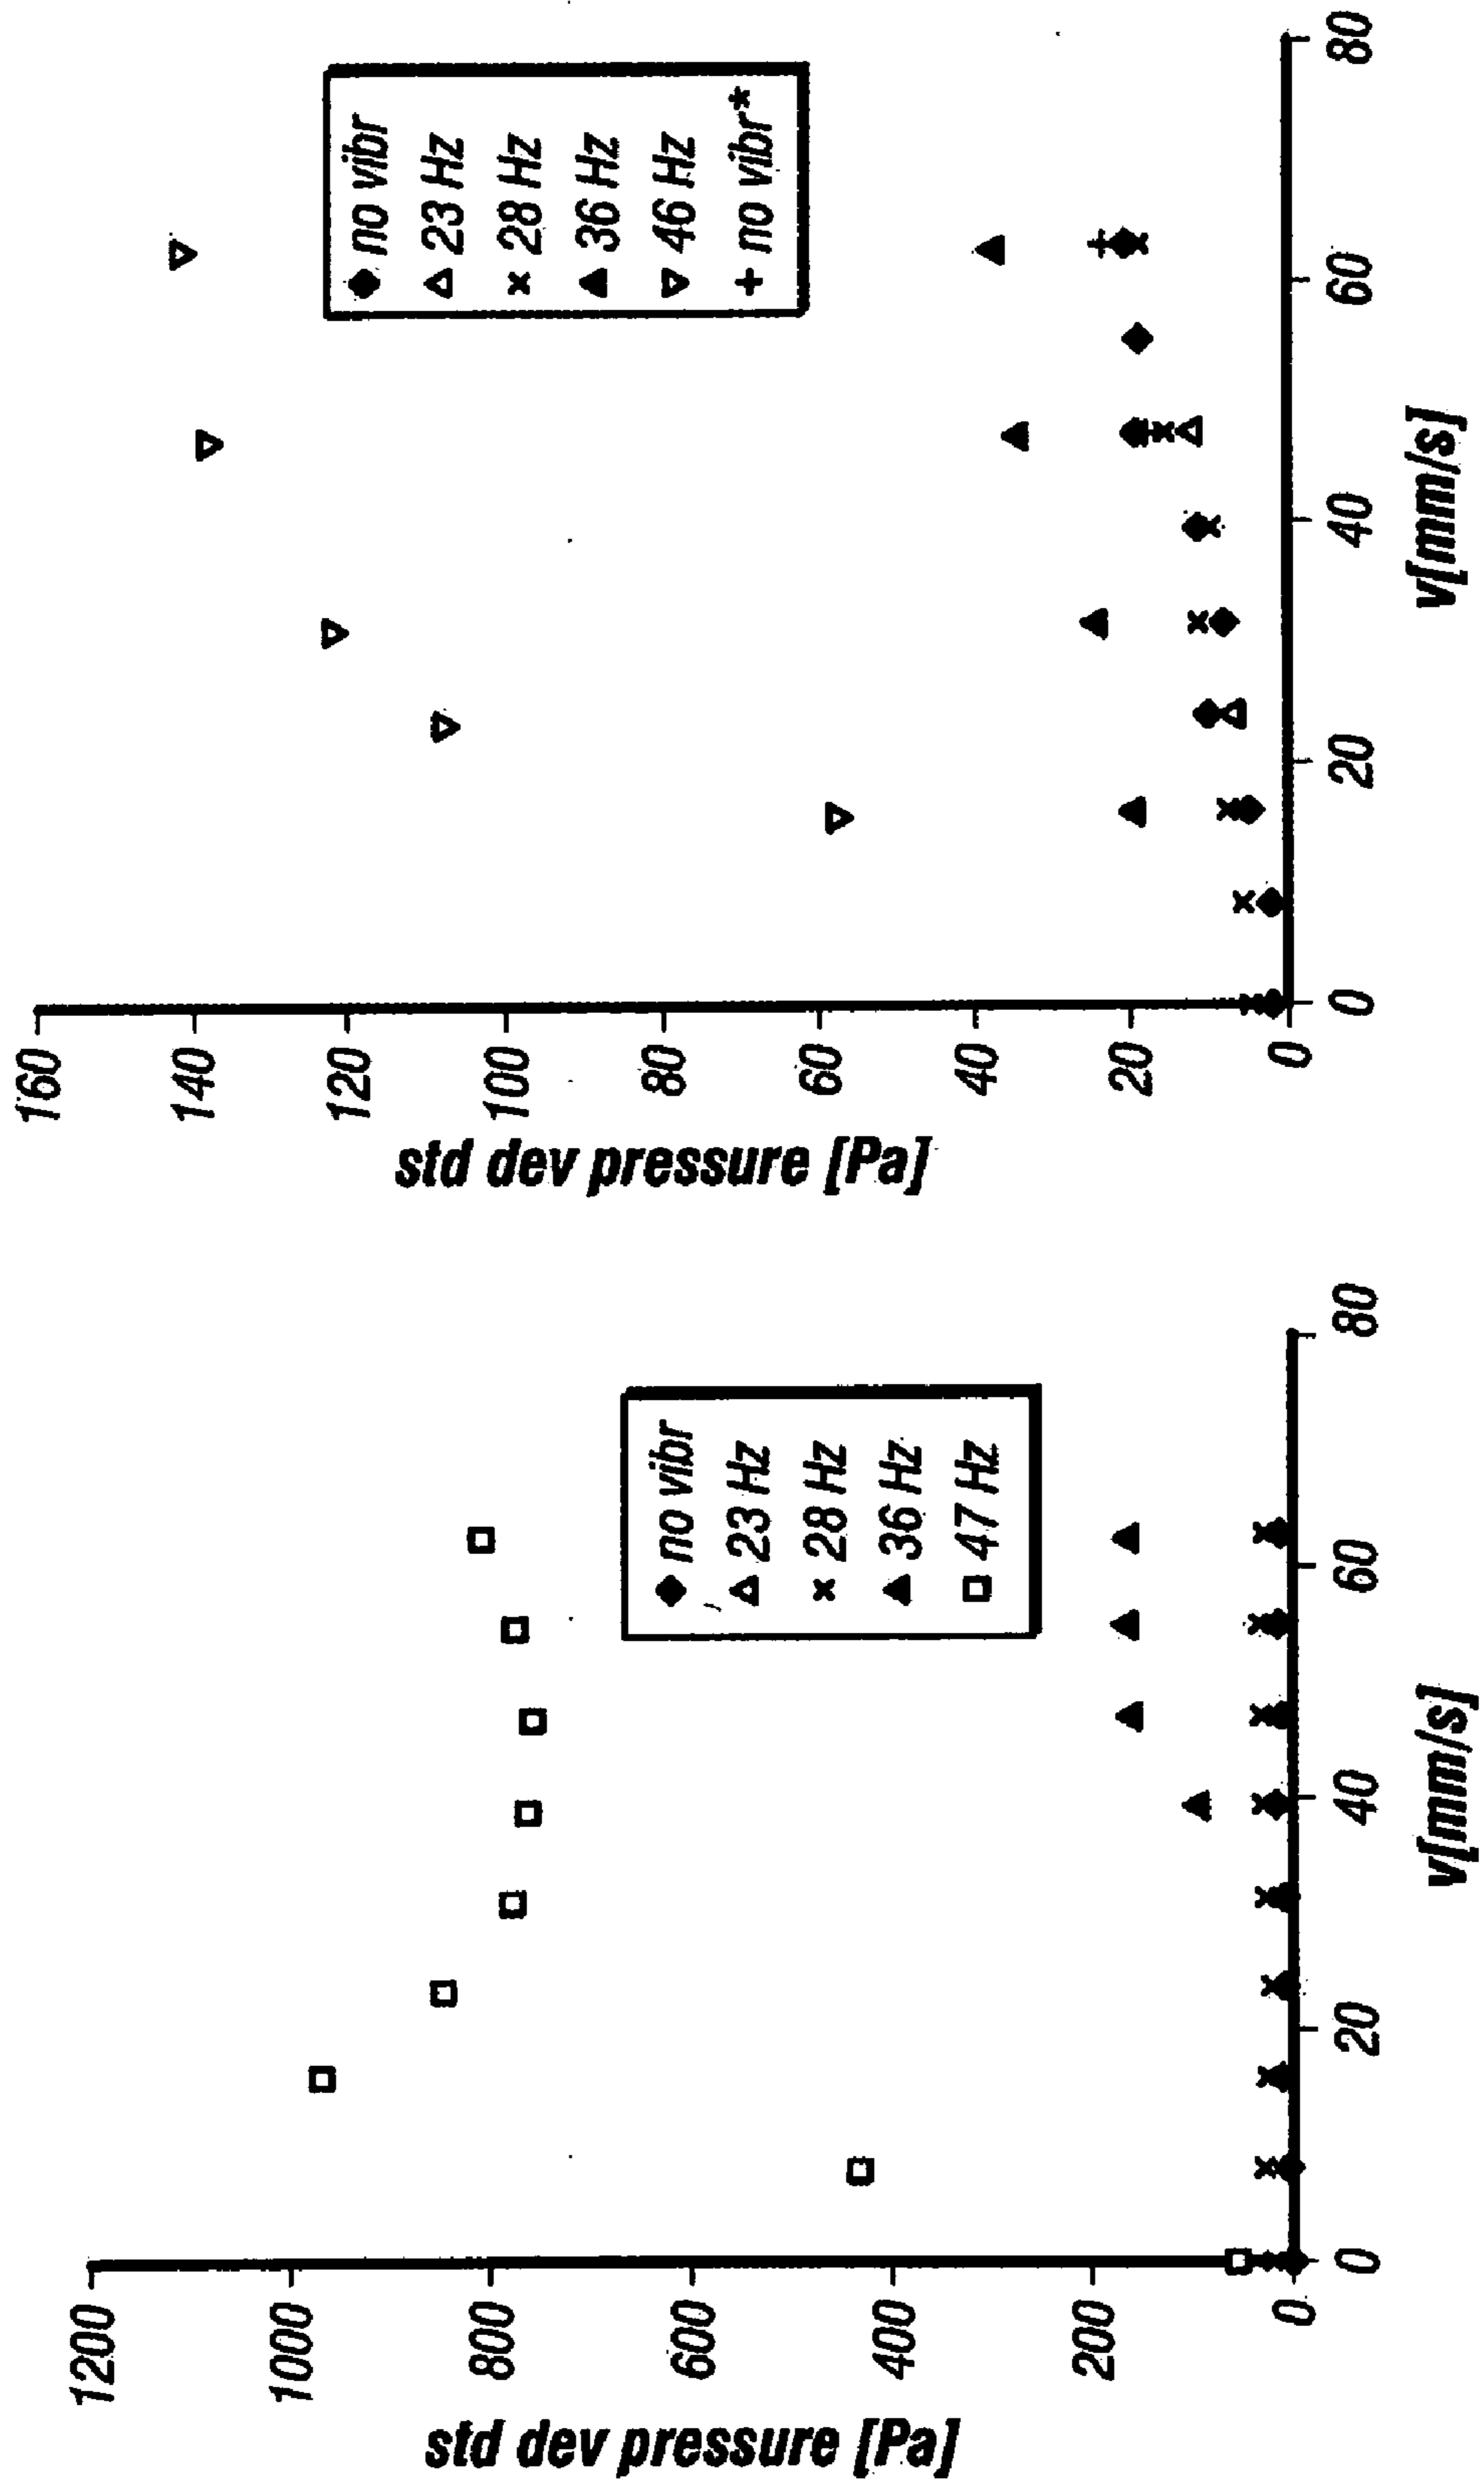 std dev pressure [Pa]
1200
1000
800
600
400
200
0
0
20
40
60
80
v[mm/s]
no vibr
23 Hz
28 Hz
36 Hz
47 Hz
std dev pressure [Pa]
160
140
120
100
80
60
40
20
0
0
20
40
60
80
v[mm/s]
no vibr
23 Hz
28 Hz
36 Hz
46 Hz
no vibr*